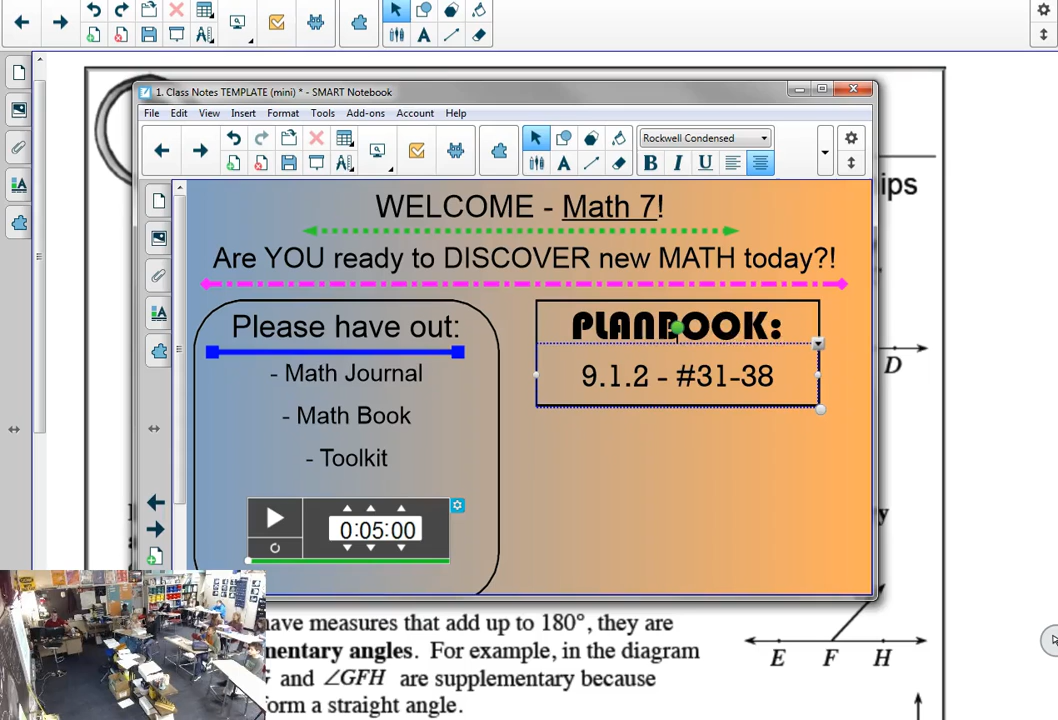 1. Class Notes TEMPLATE (mini) * - SMART Notebook
File Edit View Insert Format Tools Add-ons Account Help
Rockwell Condensed
B I U
WELCOME - Math 7!
Are YOU ready to DISCOVER new MATH today?!
Please have out:
- Math Journal
- Math Book
- Toolkit
0:05:00
PLANBOOK:
9.1.2 - #31-38
ips
D
y
have measures that add up to 180°, they are
mentary angles. For example, in the diagram
and ∠GFH are supplementary because
orm a straight angle.
E F H